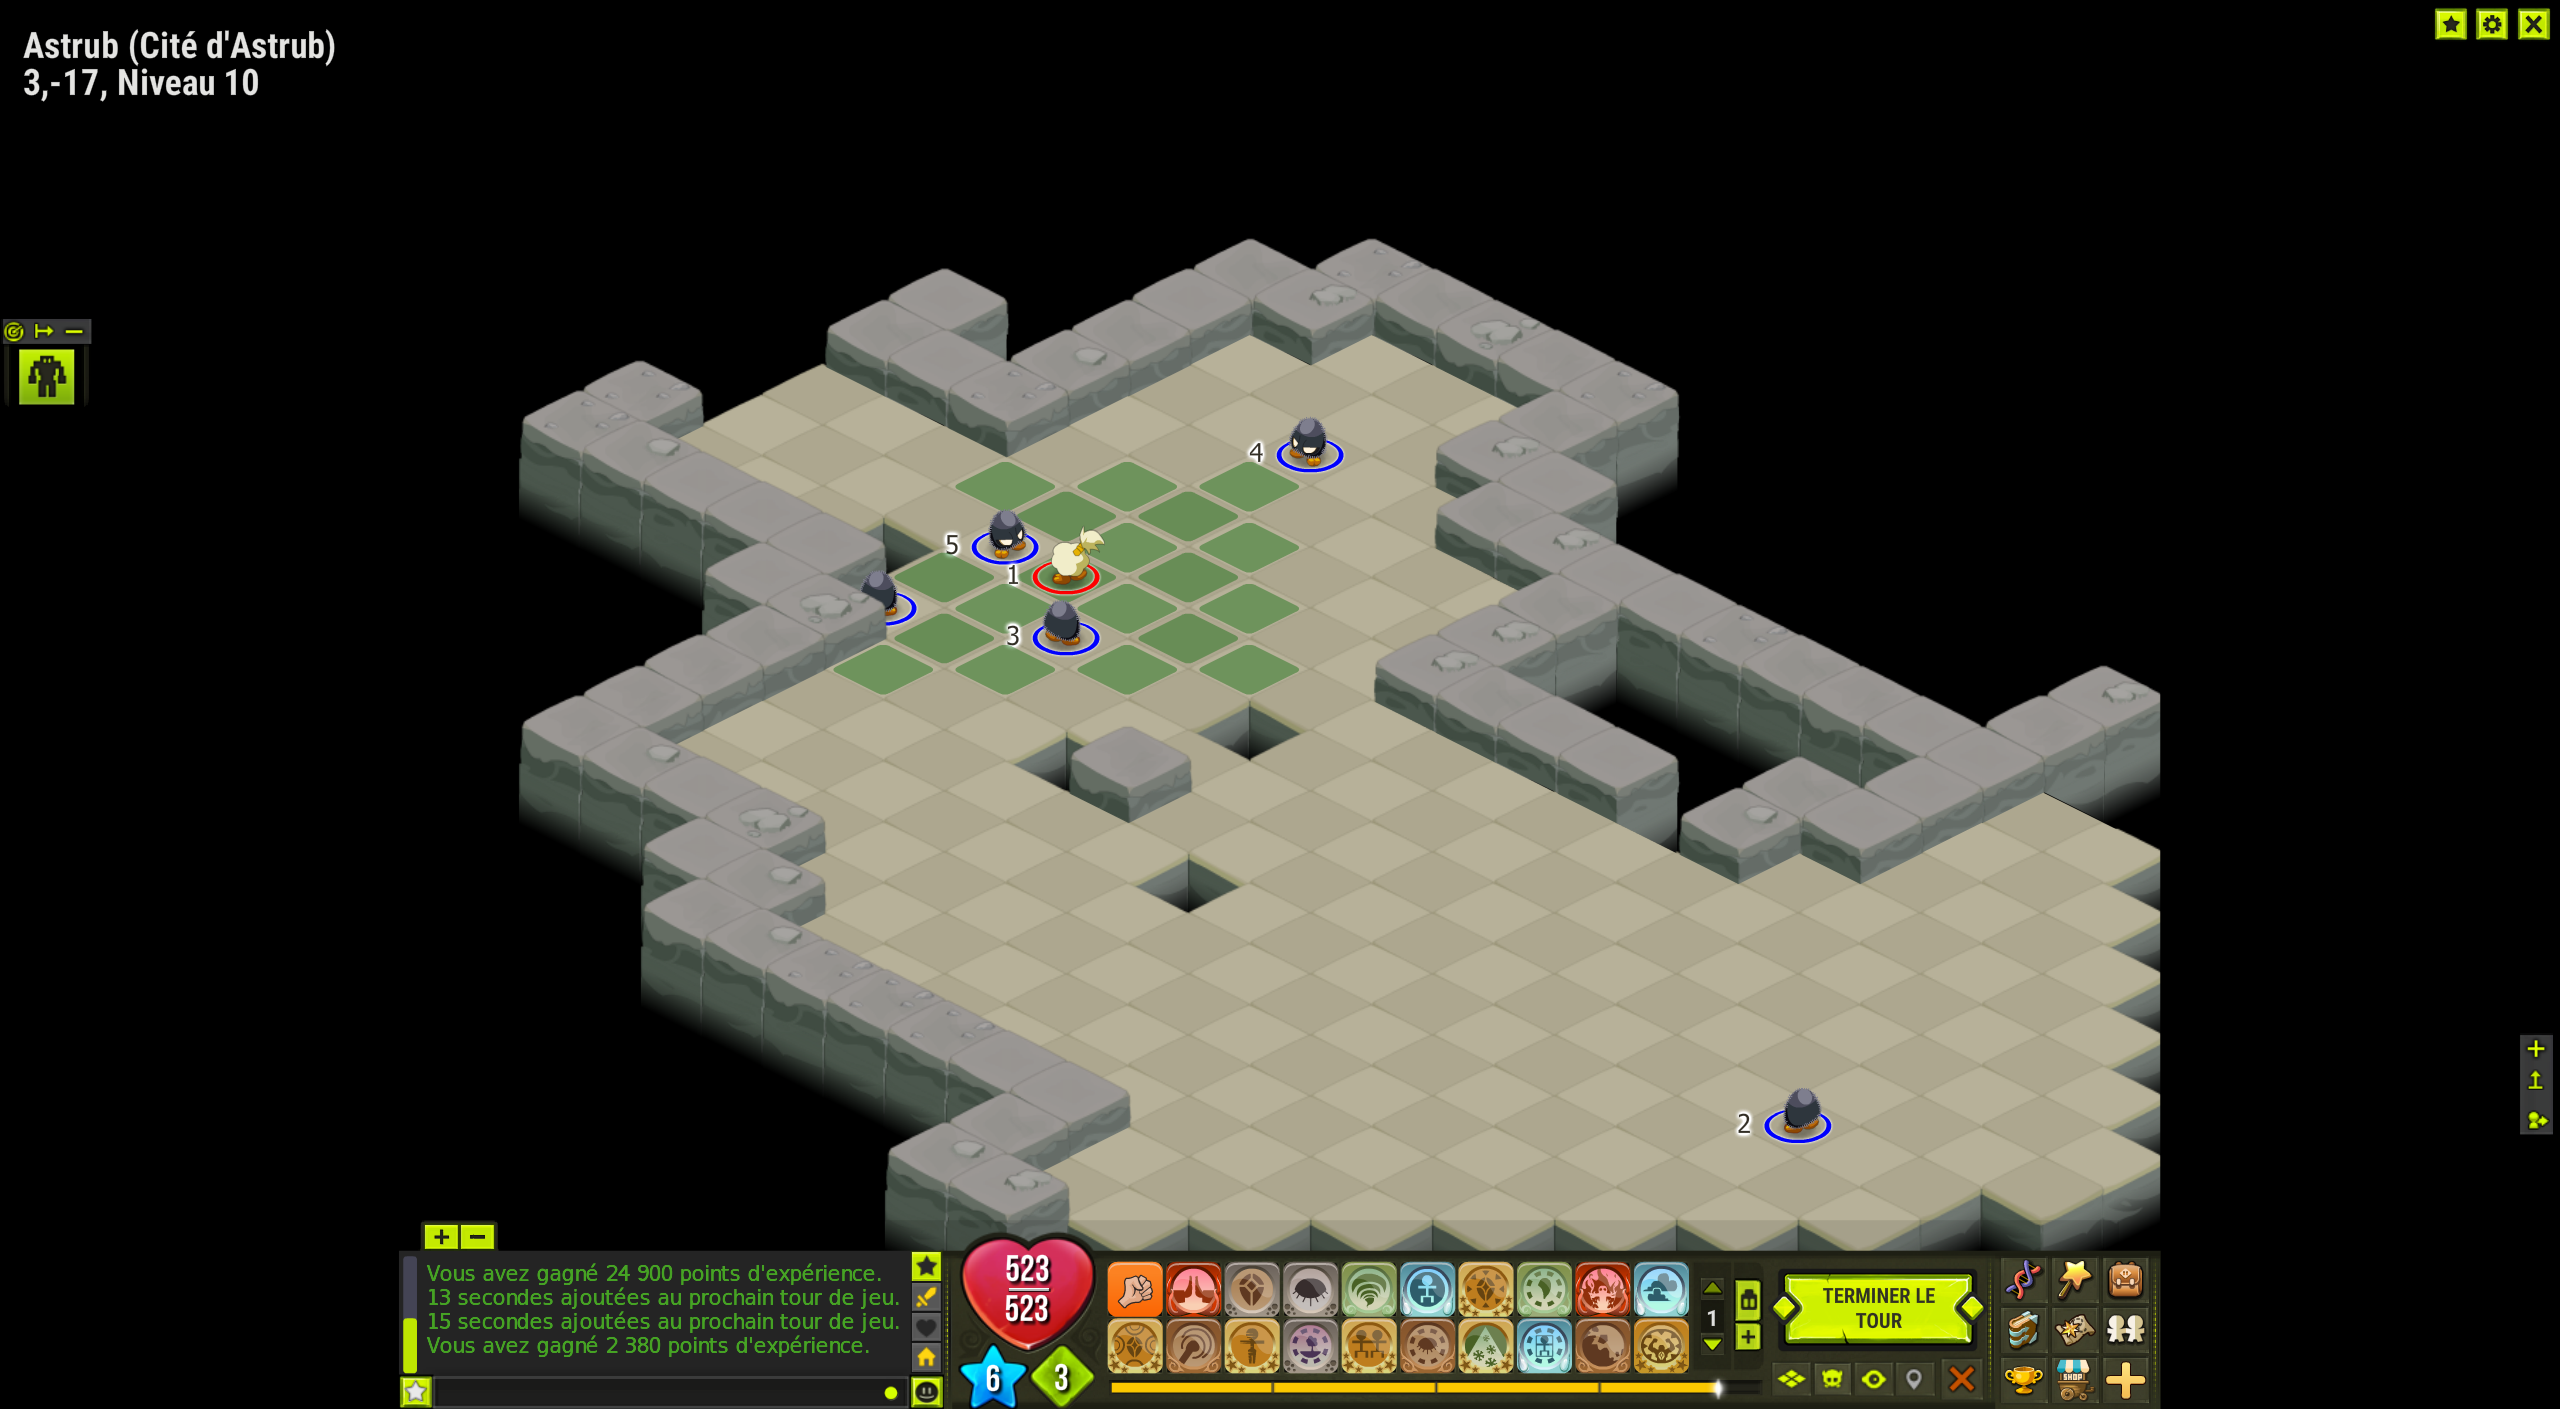 Astrub (Cité d'Astrub)
3,-17, Niveau 10
4
5
1
3
2
Vous avez gagné 24 900 points d'expérience.
13 secondes ajoutées au prochain tour de jeu.
15 secondes ajoutées au prochain tour de jeu.
Vous avez gagné 2 380 points d'expérience.
523
523
6
3
1
TERMINER LE
TOUR
SHOP